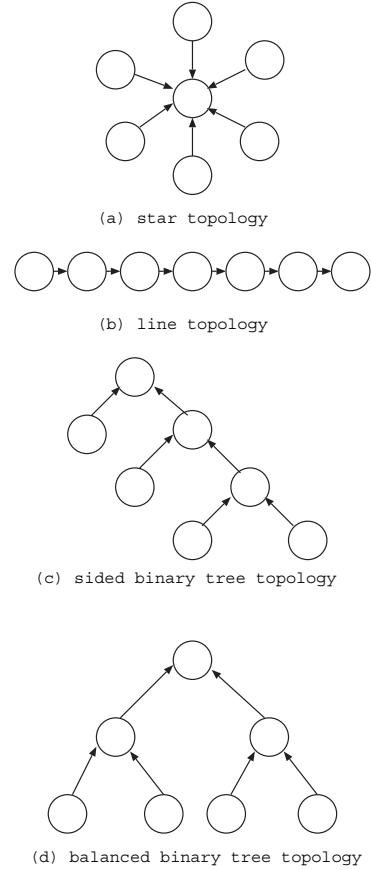 (a) star topology
(b) line topology
(c) sided binary tree topology
(d) balanced binary tree topology